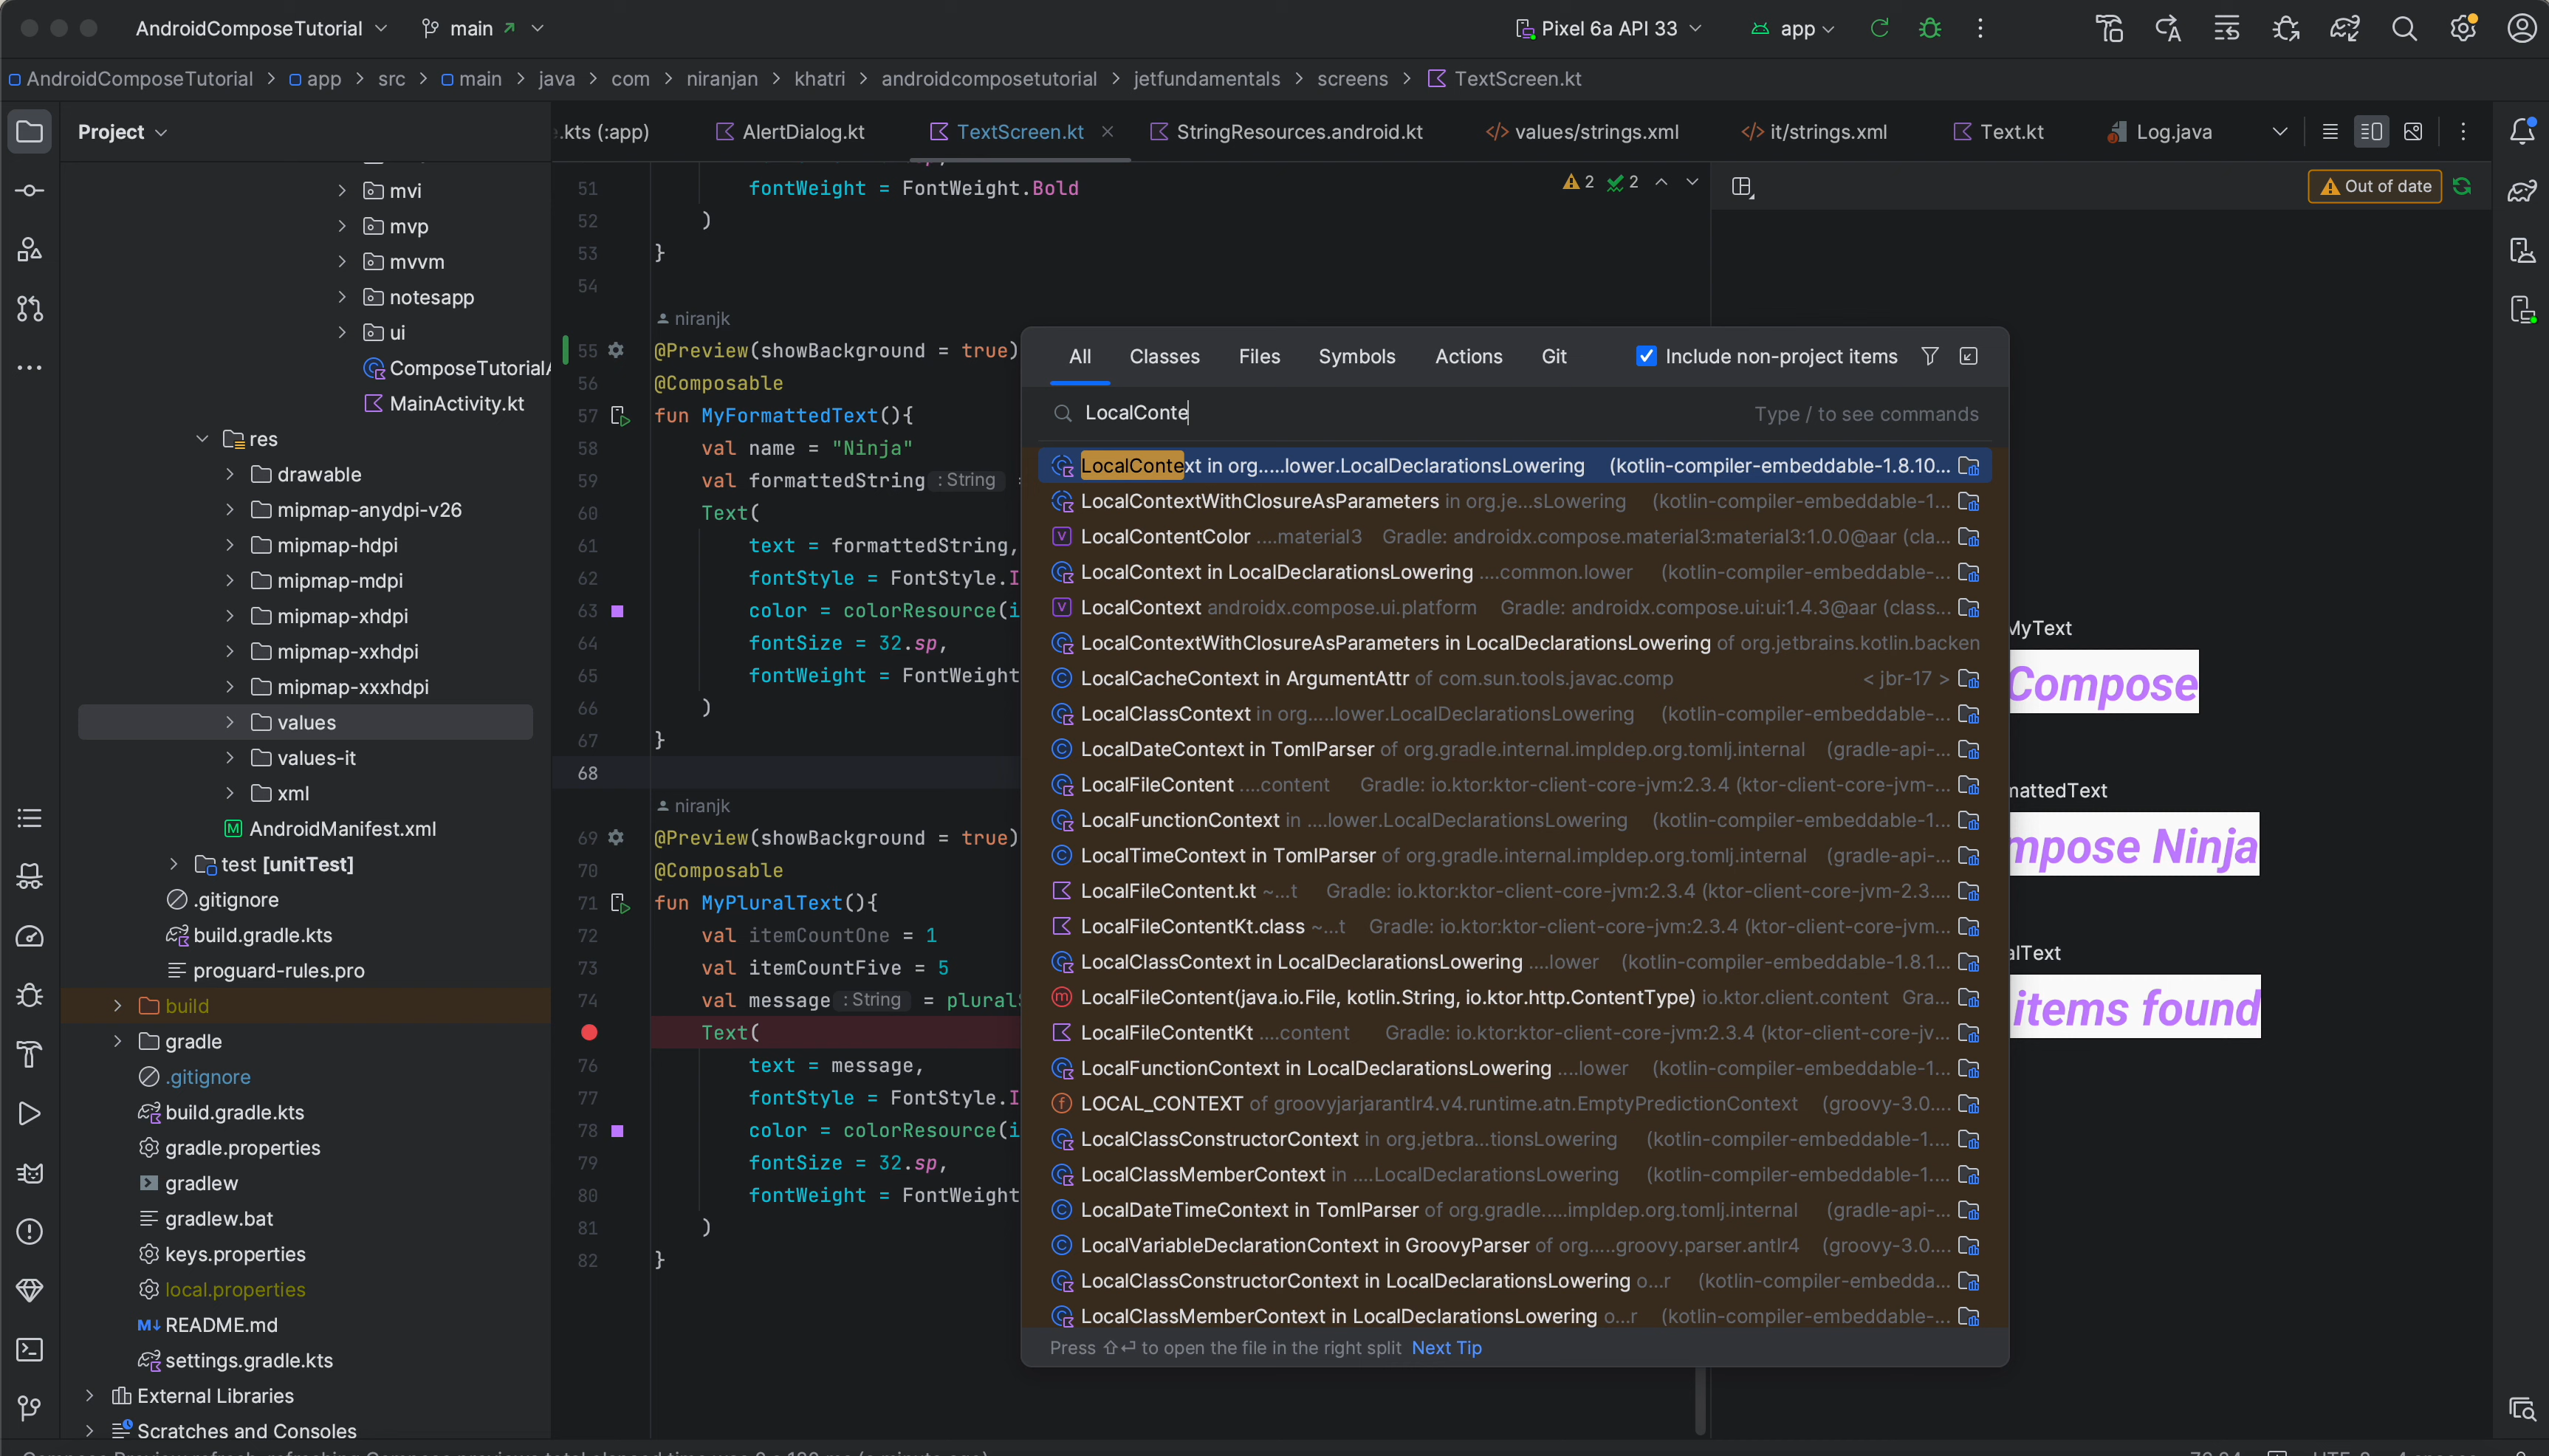 AndroidComposeTutorial main Pixel 6a API 33 app
AndroidComposeTutorial > app > src > main > java > com > niranjan > khatri > androidcomposetutorial > jetfundamentals > screens > TextScreen.kt
Project
.kts (:app) AlertDialog.kt TextScreen.kt StringResources.android.kt values/strings.xml it/strings.xml Text.kt Log.java
mvi
mvp
mvvm
notesapp
ui
ComposeTutorialA
MainActivity.kt
res
drawable
mipmap-anydpi-v26
mipmap-hdpi
mipmap-mdpi
mipmap-xhdpi
mipmap-xxhdpi
mipmap-xxxhdpi
values
values-it
xml
AndroidManifest.xml
test [unitTest]
.gitignore
build.gradle.kts
proguard-rules.pro
build
gradle
.gitignore
build.gradle.kts
gradle.properties
gradlew
gradlew.bat
keys.properties
local.properties
README.md
settings.gradle.kts
External Libraries
Scratches and Consoles
2 2
51 fontWeight = FontWeight.Bold
52 )
53 }
54
niranjk
55 @Preview(showBackground = true)
56 @Composable
57 fun MyFormattedText(){
58 val name = "Ninja"
59 val formattedString : String =
60 Text(
61 text = formattedString,
62 fontStyle = FontStyle.I
63 color = colorResource(i
64 fontSize = 32.sp,
65 fontWeight = FontWeight
66 )
67 }
68
niranjk
69 @Preview(showBackground = true)
70 @Composable
71 fun MyPluralText(){
72 val itemCountOne = 1
73 val itemCountFive = 5
74 val message : String = plural
Text(
76 text = message,
77 fontStyle = FontStyle.I
78 color = colorResource(i
79 fontSize = 32.sp,
80 fontWeight = FontWeight
81 )
82 }
All Classes Files Symbols Actions Git Include non-project items
LocalConte Type / to see commands
LocalContext in org.....lower.LocalDeclarationsLowering (kotlin-compiler-embeddable-1.8.10...
LocalContextWithClosureAsParameters in org.je...sLowering (kotlin-compiler-embeddable-1...
LocalContentColor ....material3 Gradle: androidx.compose.material3:material3:1.0.0@aar (cla...
LocalContext in LocalDeclarationsLowering ....common.lower (kotlin-compiler-embeddable-...
LocalContext androidx.compose.ui.platform Gradle: androidx.compose.ui:ui:1.4.3@aar (class...
LocalContextWithClosureAsParameters in LocalDeclarationsLowering of org.jetbrains.kotlin.backen
LocalCacheContext in ArgumentAttr of com.sun.tools.javac.comp < jbr-17 >
LocalClassContext in org.....lower.LocalDeclarationsLowering (kotlin-compiler-embeddable-...
LocalDateContext in TomlParser of org.gradle.internal.impldep.org.tomlj.internal (gradle-api-...
LocalFileContent ....content Gradle: io.ktor:ktor-client-core-jvm:2.3.4 (ktor-client-core-jvm-...
LocalFunctionContext in ....lower.LocalDeclarationsLowering (kotlin-compiler-embeddable-1...
LocalTimeContext in TomlParser of org.gradle.internal.impldep.org.tomlj.internal (gradle-api-...
LocalFileContent.kt ~...t Gradle: io.ktor:ktor-client-core-jvm:2.3.4 (ktor-client-core-jvm-2.3....
LocalFileContentKt.class ~...t Gradle: io.ktor:ktor-client-core-jvm:2.3.4 (ktor-client-core-jvm...
LocalClassContext in LocalDeclarationsLowering ....lower (kotlin-compiler-embeddable-1.8.1...
LocalFileContent(java.io.File, kotlin.String, io.ktor.http.ContentType) io.ktor.client.content Gra...
LocalFileContentKt ....content Gradle: io.ktor:ktor-client-core-jvm:2.3.4 (ktor-client-core-jv...
LocalFunctionContext in LocalDeclarationsLowering ....lower (kotlin-compiler-embeddable-1...
LOCAL_CONTEXT of groovyjarjarantlr4.v4.runtime.atn.EmptyPredictionContext (groovy-3.0....
LocalClassConstructorContext in org.jetbra...tionsLowering (kotlin-compiler-embeddable-1....
LocalClassMemberContext in ....LocalDeclarationsLowering (kotlin-compiler-embeddable-1....
LocalDateTimeContext in TomlParser of org.gradle.....impldep.org.tomlj.internal (gradle-api-...
LocalVariableDeclarationContext in GroovyParser of org.....groovy.parser.antlr4 (groovy-3.0....
LocalClassConstructorContext in LocalDeclarationsLowering o...r (kotlin-compiler-embedda...
LocalClassMemberContext in LocalDeclarationsLowering o...r (kotlin-compiler-embeddable-...
Press ⇧↵ to open the file in the right split Next Tip
Out of date
MyText
Compose
mattedText
mpose Ninja
alText
items found